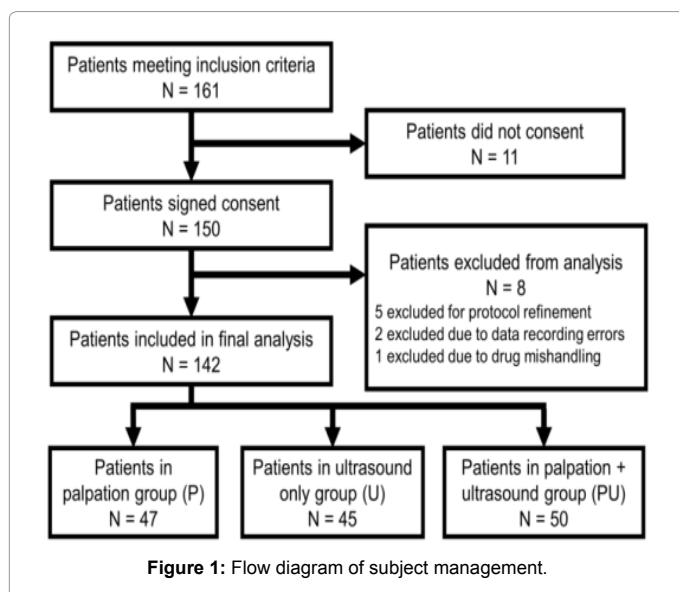 Patients meeting inclusion criteria
N = 161
Patients did not consent
N = 11
Patients signed consent
N = 150
Patients excluded from analysis
N = 8
5 excluded for protocol refinement
2 excluded due to data recording errors
1 excluded due to drug mishandling
Patients included in final analysis
N = 142
Patients in
palpation group (P)
N = 47
Patients in ultrasound
only group (U)
N = 45
Patients in palpation +
ultrasound group (PU)
N = 50
Figure 1: Flow diagram of subject management.